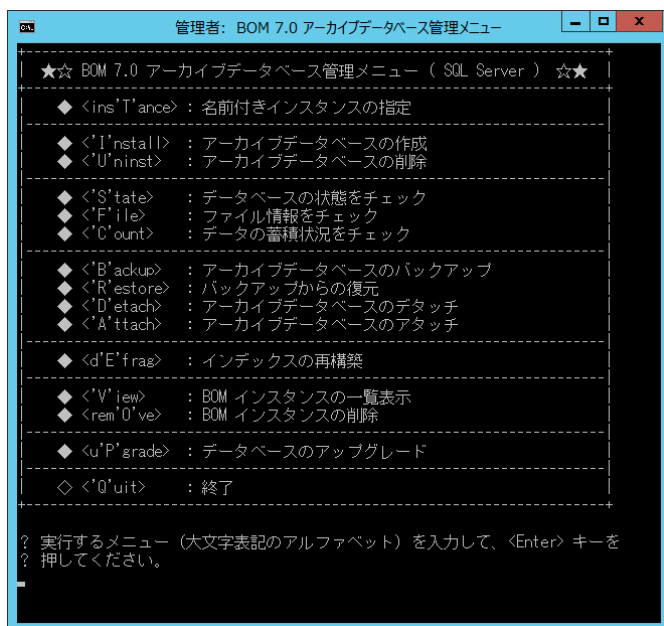 管理者: BOM 7.0 アーカイブデータベース管理メニュー
★☆ BOM 7.0 アーカイブデータベース管理メニュー ( SQL Server ) ☆★
◆ <ins'T'ance> : 名前付きインスタンスの指定
◆ <'I'nstall> : アーカイブデータベースの作成
◆ <'U'ninst> : アーカイブデータベースの削除
◆ <'S'tate> : データベースの状態をチェック
◆ <'F'ile> : ファイル情報をチェック
◆ <'C'ount> : データの蓄積状況をチェック
◆ <'B'ackup> : アーカイブデータベースのバックアップ
◆ <'R'estore> : バックアップからの復元
◆ <'D'etach> : アーカイブデータベースのデタッチ
◆ <'A'ttach> : アーカイブデータベースのアタッチ
◆ <d'E'frag> : インデックスの再構築
◆ <'V'iew> : BOM インスタンスの一覧表示
◆ <rem'O've> : BOM インスタンスの削除
◆ <u'P'grade> : データベースのアップグレード
◇ <'Q'uit> : 終了
? 実行するメニュー (大文字表記のアルファベット) を入力して、<Enter> キーを
? 押してください。